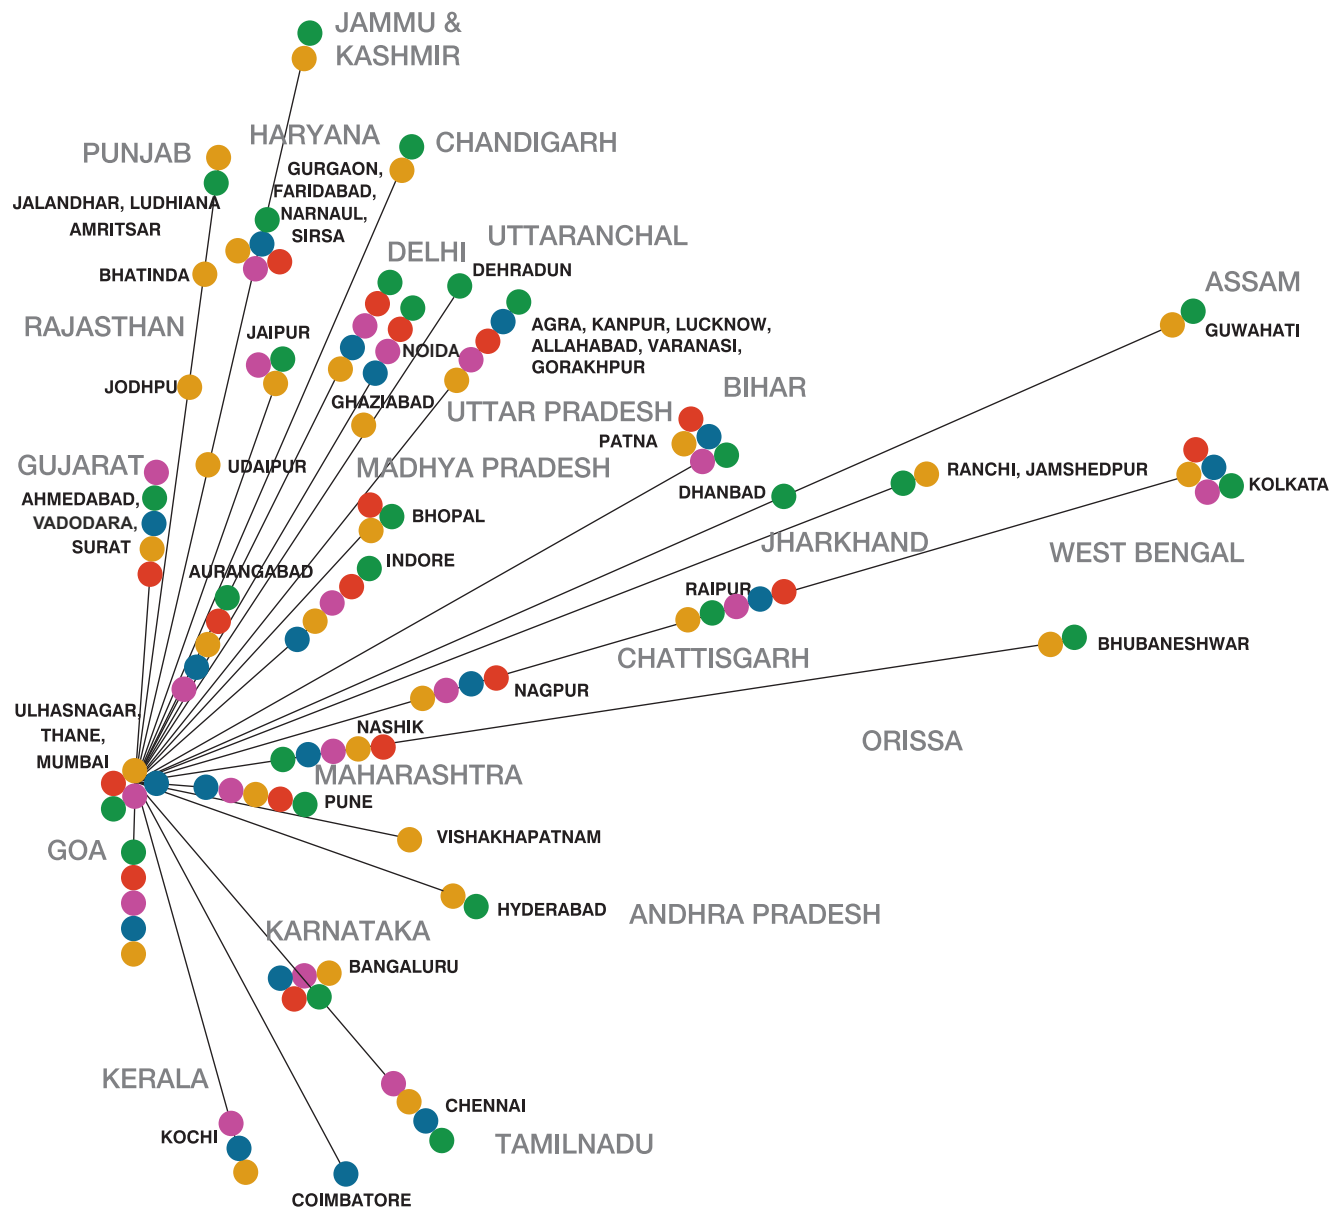 JAMMU &
KASHMIR
HARYANA
CHANDIGARH
PUNJAB
GURGAON,
FARIDABAD,
NARNAUL,
SIRSA
JALANDHAR, LUDHIANA
AMRITSAR
DELHI
UTTARANCHAL
DEHRADUN
BHATINDA
ASSAM
GUWAHATI
RAJASTHAN
JAIPUR
AGRA, KANPUR, LUCKNOW,
ALLAHABAD, VARANASI,
GORAKHPUR
NOIDA
JODHPU
GHAZIABAD
BIHAR
UTTAR PRADESH
PATNA
GUJARAT
UDAIPUR
MADHYA PRADESH
RANCHI, JAMSHEDPUR
KOLKATA
AHMEDABAD,
VADODARA,
SURAT
DHANBAD
BHOPAL
JHARKHAND
WEST BENGAL
AURANGABAD
INDORE
RAIPUR
CHATTISGARH
BHUBANESHWAR
NAGPUR
ULHASNAGAR,
THANE,
MUMBAI
NASHIK
ORISSA
MAHARASHTRA
PUNE
VISHAKHAPATNAM
GOA
HYDERABAD
ANDHRA PRADESH
KARNATAKA
BANGALURU
KERALA
CHENNAI
KOCHI
TAMILNADU
COIMBATORE